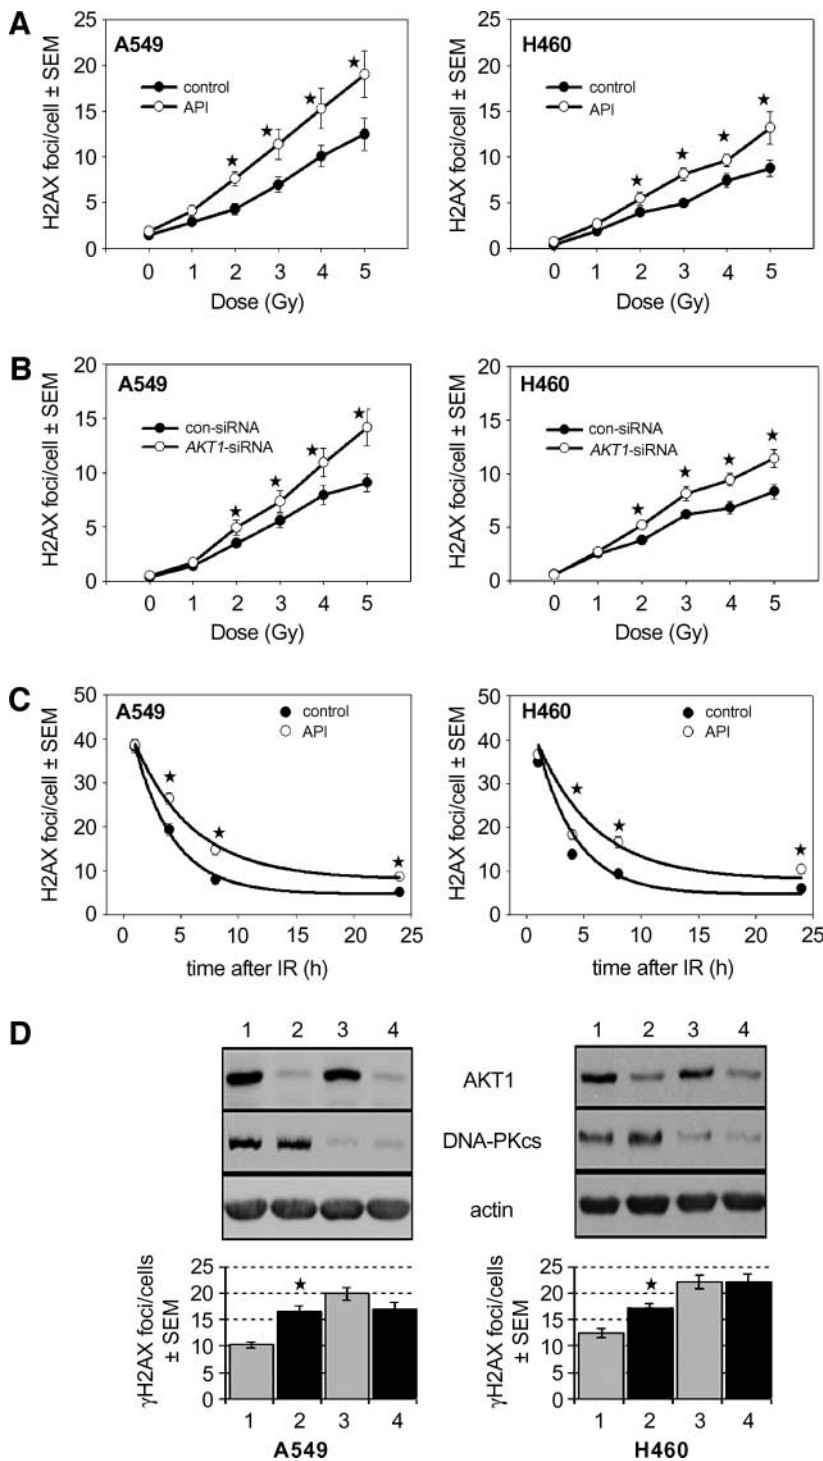 A
A549
H2AX foci/cell ± SEM
25
20
15
10
5
0
control
API
0 1 2 3 4 5
Dose (Gy)
H460
H2AX foci/cell ± SEM
25
20
15
10
5
0
control
API
0 1 2 3 4 5
Dose (Gy)
B
A549
H2AX foci/cell ± SEM
20
15
10
5
0
con-siRNA
AKT1-siRNA
0 1 2 3 4 5
Dose (Gy)
H460
H2AX foci/cell ± SEM
20
15
10
5
0
con-siRNA
AKT1-siRNA
0 1 2 3 4 5
Dose (Gy)
C
A549
H2AX foci/cell ± SEM
50
40
30
20
10
0
control
API
0 5 10 15 20 25
time after IR (h)
H460
H2AX foci/cell ± SEM
50
40
30
20
10
0
control
API
0 5 10 15 20 25
time after IR (h)
D
1 2 3 4
1 2 3 4
AKT1
DNA-PKcs
actin
γH2AX foci/cells
± SEM
25
20
15
10
5
0
1 2 3 4
A549
γH2AX foci/cells
± SEM
25
20
15
10
5
0
1 2 3 4
H460